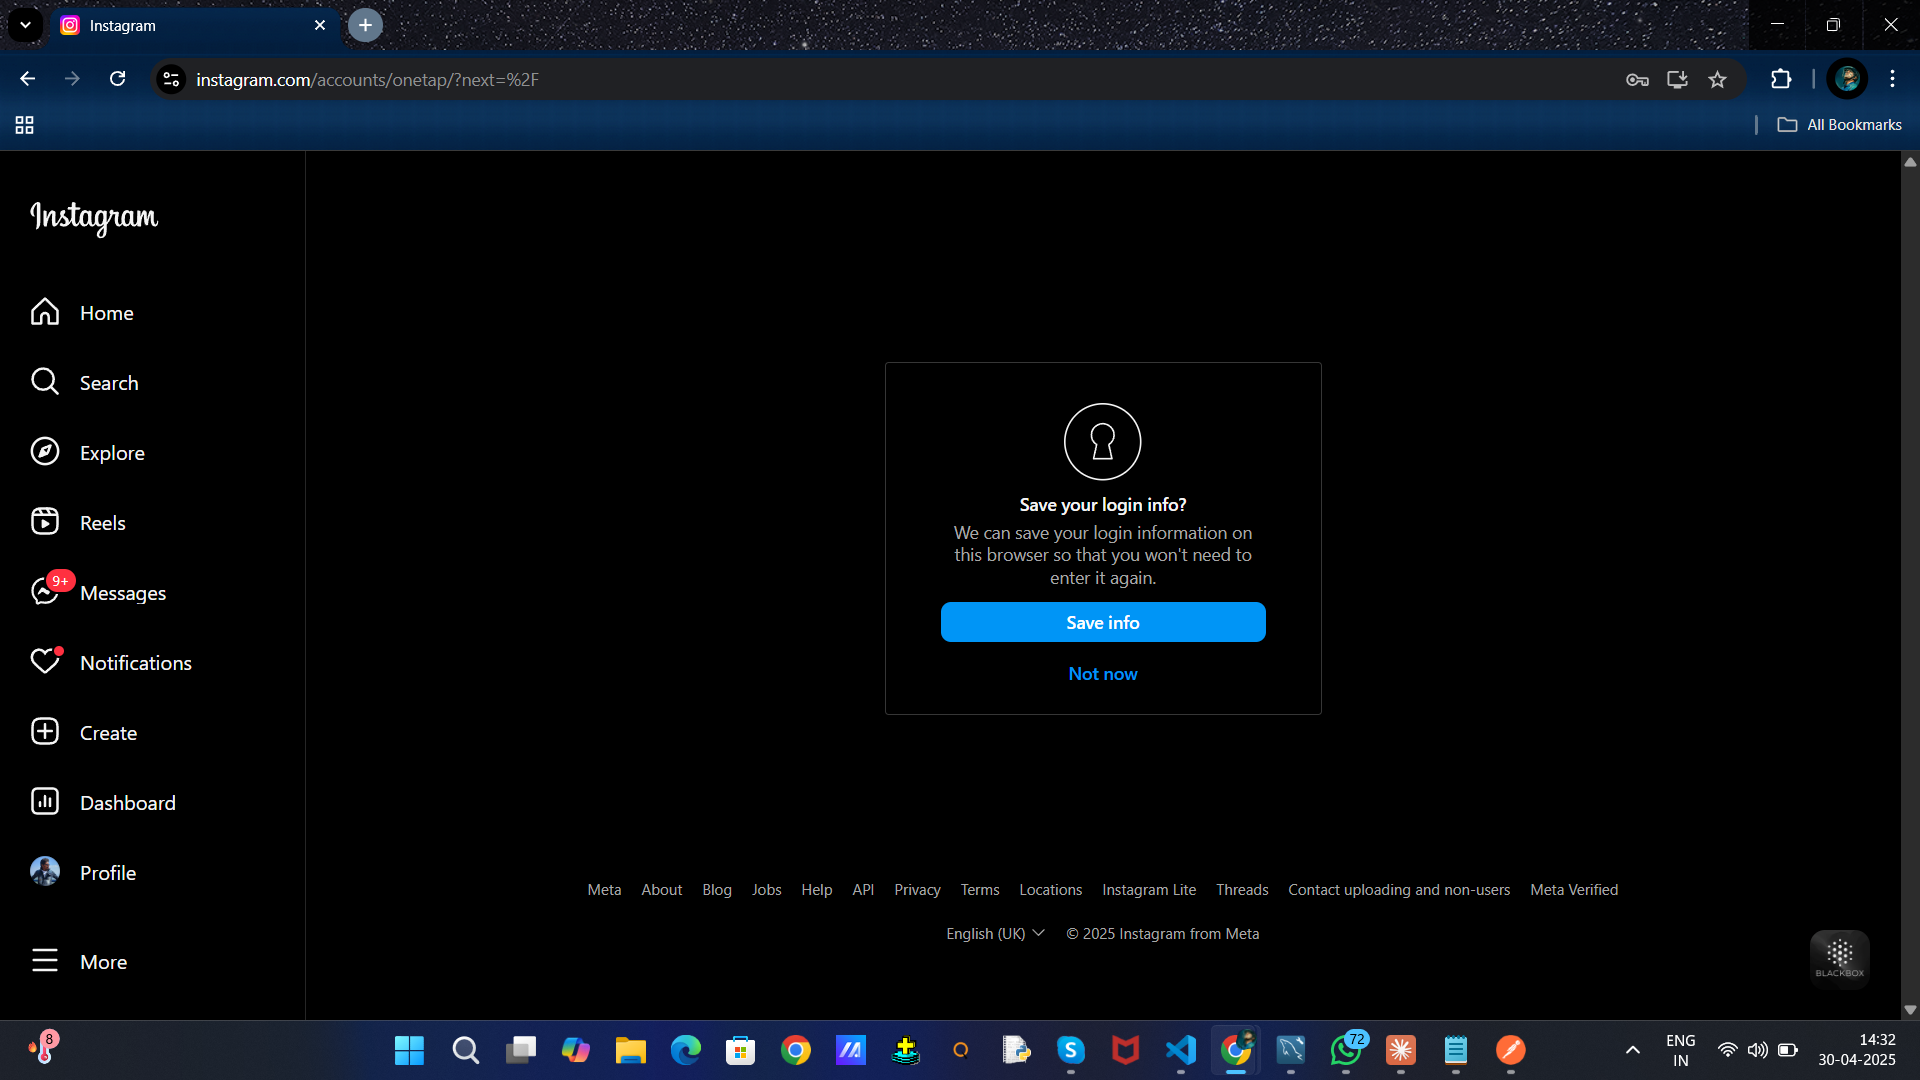 Instagram
instagram.com/accounts/onetap/?next=%2F
All Bookmarks
Instagram
Home
Search
Explore
Reels
9+
Messages
Notifications
Create
Dashboard
Profile
More
Save your login info?
We can save your login information on
this browser so that you won't need to
enter it again.
Save info
Not now
Meta About Blog Jobs Help API Privacy Terms Locations Instagram Lite Threads Contact uploading and non-users Meta Verified
English (UK) © 2025 Instagram from Meta
BLACKBOX
8
72
ENG
IN
14:32
30-04-2025